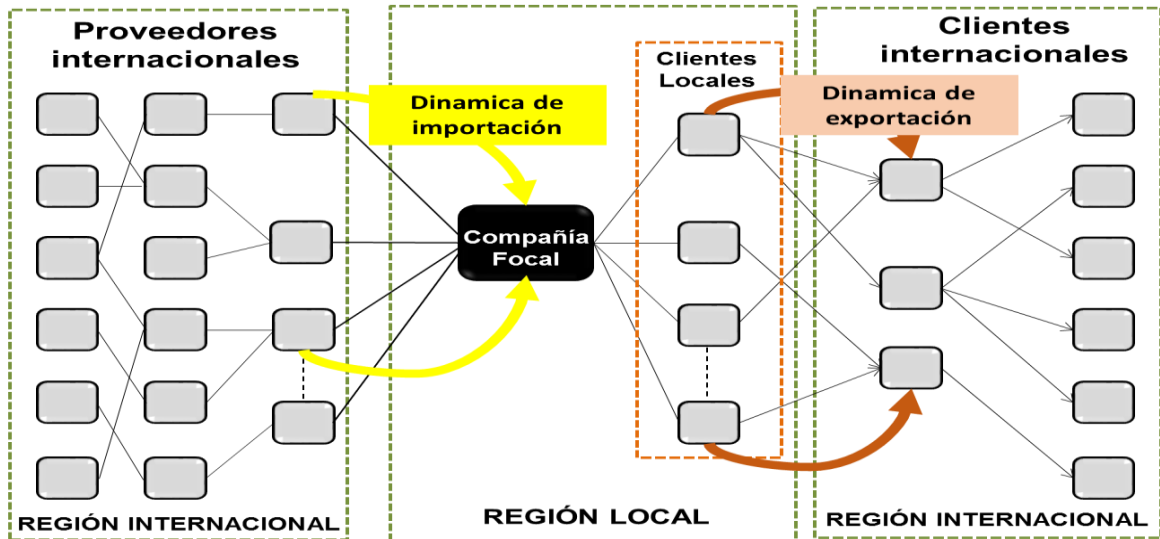 Proveedores
internacionales
Dinamica de
importación
Compañía
Focal
Clientes
Locales
Clientes
internacionales
Dinamica de
exportación
REGIÓN INTERNACIONAL
REGIÓN LOCAL
REGIÓN INTERNACIONAL